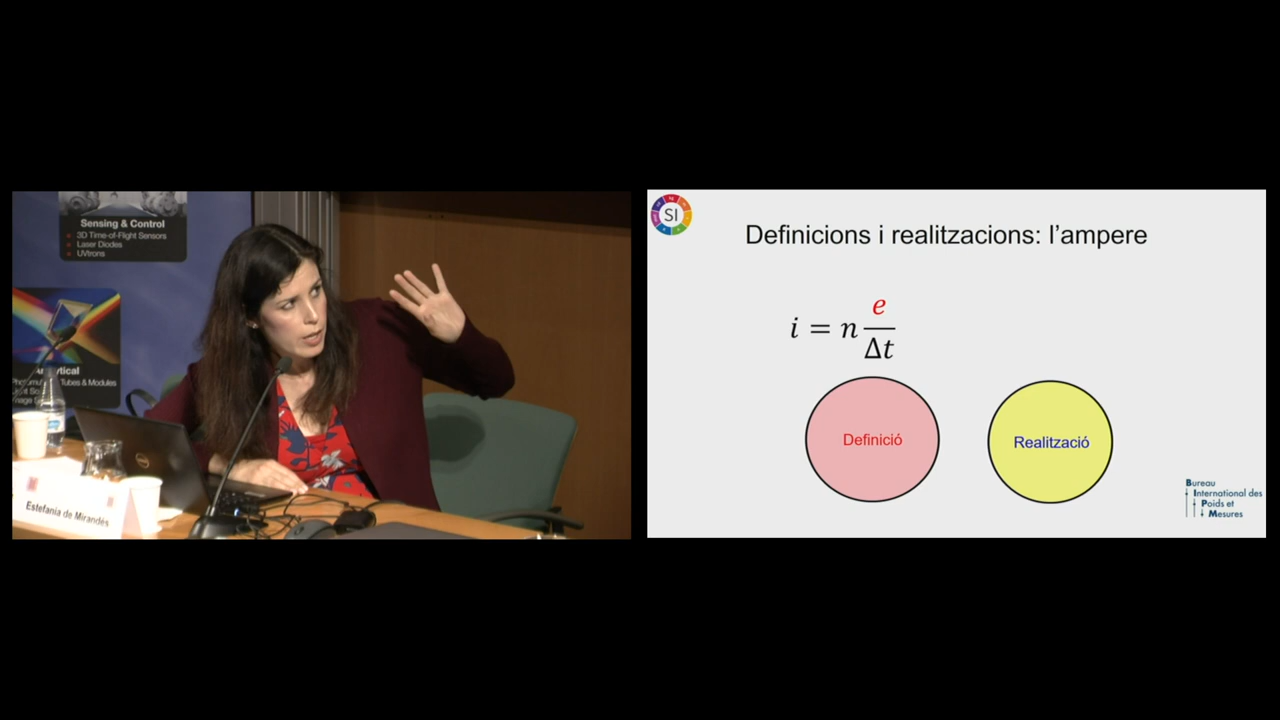 Sensing & Control
3D Time-of-Flight Sensors
Laser Diodes
UVtrons
Tubes & Modules
Estefanía de Mirandés
SI
Definicions i realitzacions: l’ampere
i = n e/Δt
Definició
Realització
Bureau
International des
Poids et
Mesures